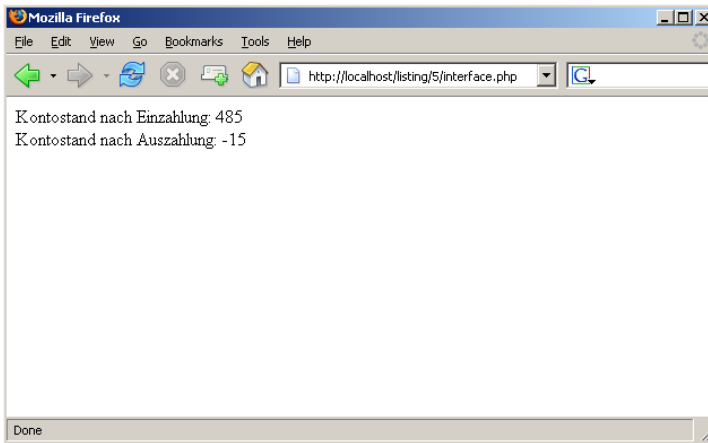 Mozilla Firefox
File Edit View Go Bookmarks Tools Help
http://localhost/listing/5/interface.php G
Kontostand nach Einzahlung: 485
Kontostand nach Auszahlung: -15
Done